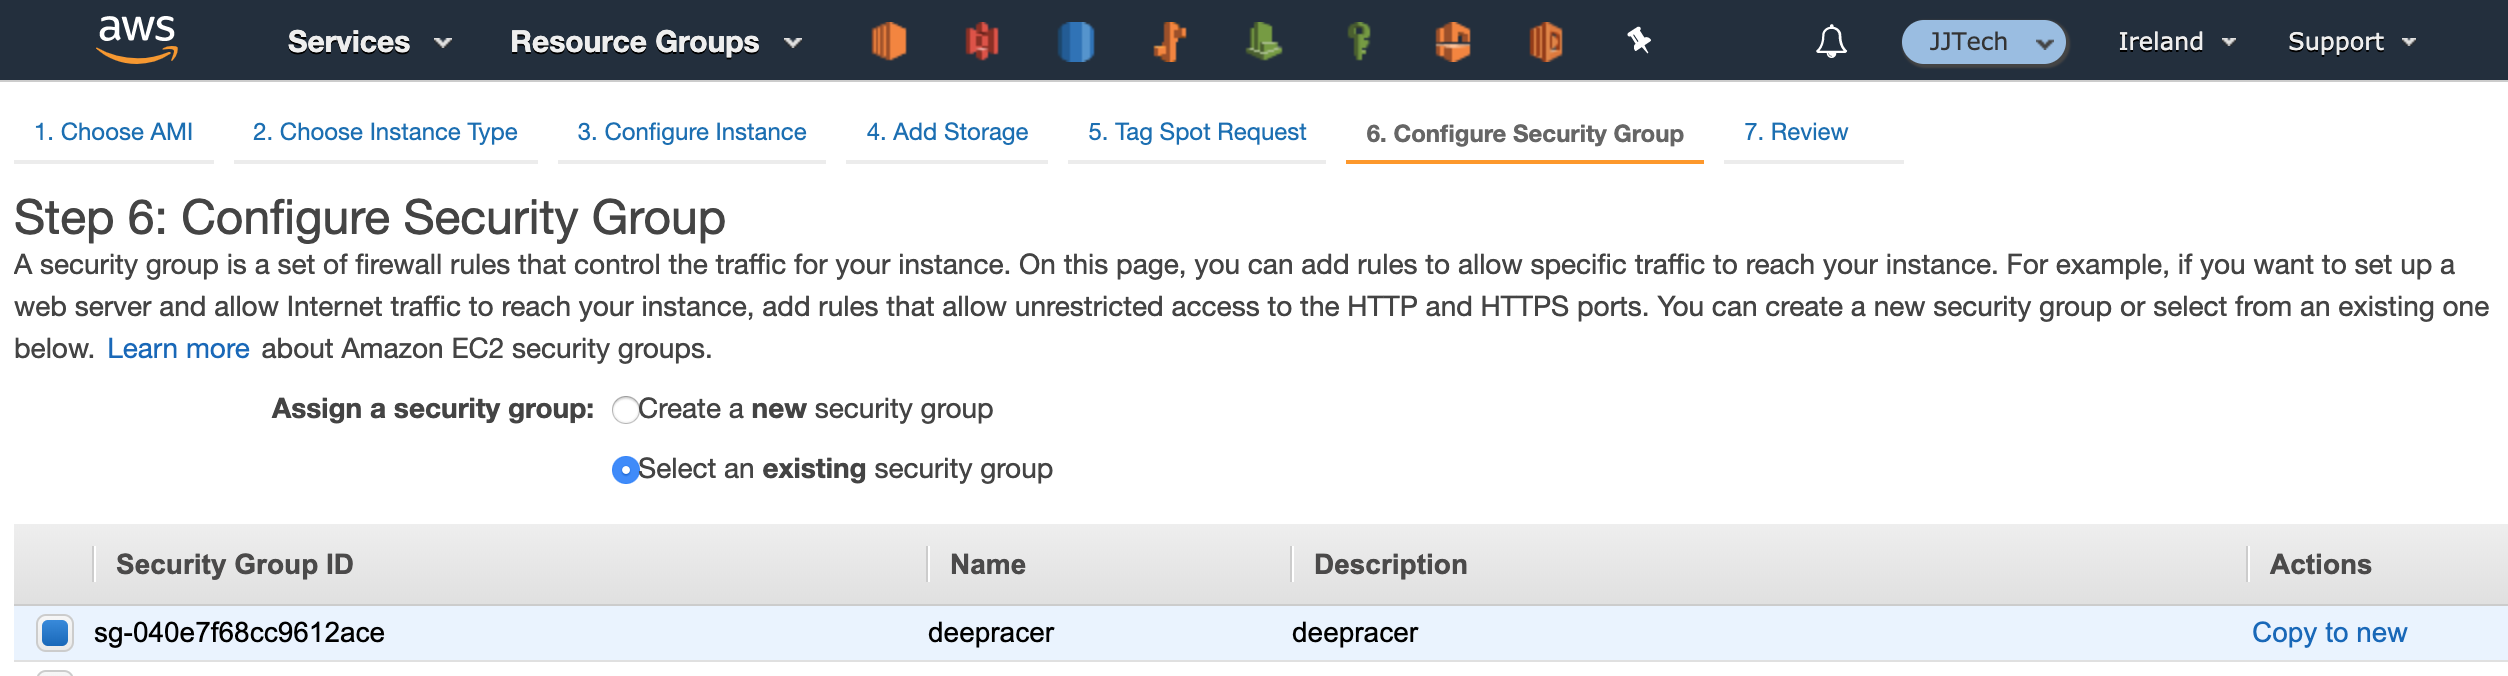 aws Services Resource Groups JJTech Ireland Support
1. Choose AMI 2. Choose Instance Type 3. Configure Instance 4. Add Storage 5. Tag Spot Request 6. Configure Security Group 7. Review
Step 6: Configure Security Group
A security group is a set of firewall rules that control the traffic for your instance. On this page, you can add rules to allow specific traffic to reach your instance. For example, if you want to set up a
web server and allow Internet traffic to reach your instance, add rules that allow unrestricted access to the HTTP and HTTPS ports. You can create a new security group or select from an existing one
below. Learn more about Amazon EC2 security groups.
Assign a security group: Create a new security group
Select an existing security group
Security Group ID Name Description Actions
sg-040e7f68cc9612ace deepracer deepracer Copy to new